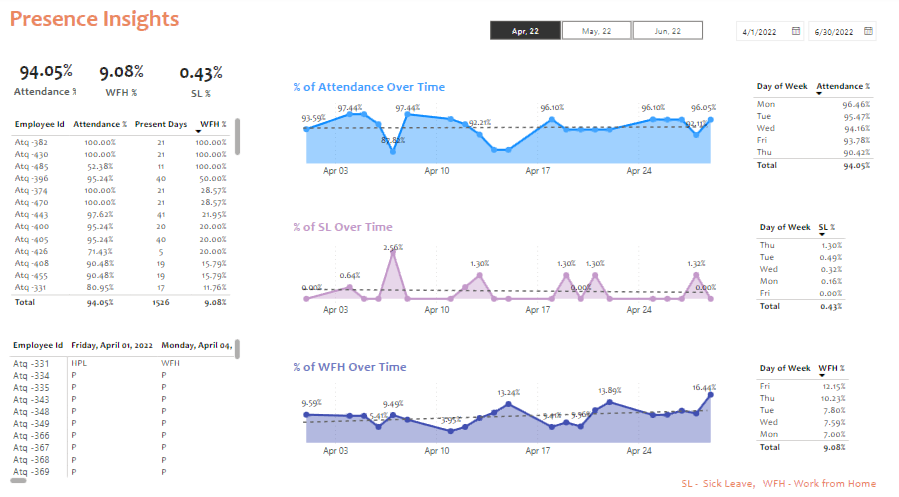 Presence Insights
Apr, 22 May, 22 Jun, 22 4/1/2022 6/30/2022
94.05% 9.08% 0.43%
Attendance % WFH % SL %
Employee Id Attendance % Present Days WFH %
Atq -382 100.00% 21 100.00%
Atq -430 100.00% 21 100.00%
Atq -485 52.38% 11 100.00%
Atq -396 95.24% 40 50.00%
Atq -374 100.00% 21 28.57%
Atq -470 100.00% 21 28.57%
Atq -443 97.62% 41 21.95%
Atq -400 95.24% 20 20.00%
Atq -405 95.24% 40 20.00%
Atq -426 71.43% 5 20.00%
Atq -408 90.48% 19 15.79%
Atq -455 90.48% 19 15.79%
Atq -331 80.95% 17 11.76%
Total 94.05% 1526 9.08%
Employee Id Friday, April 01, 2022 Monday, April 04,
Atq -331 HPL WFH
Atq -334 P P
Atq -335 P P
Atq -343 P P
Atq -348 P P
Atq -349 P P
Atq -366 P P
Atq -367 P P
Atq -368 P P
Atq -369 P P
% of Attendance Over Time
93.59% 97.44% 87.82% 97.44% 92.21% 96.10% 96.10% 92.11% 96.05%
Apr 03 Apr 10 Apr 17 Apr 24
Day of Week Attendance %
Mon 96.46%
Tue 95.47%
Wed 94.16%
Fri 93.78%
Thu 90.42%
Total 94.05%
% of SL Over Time
0.00% 0.64% 2.56% 1.30% 1.30% 0.00% 1.30% 1.32% 0.00%
Apr 03 Apr 10 Apr 17 Apr 24
Day of Week SL %
Thu 1.30%
Tue 0.49%
Wed 0.32%
Mon 0.16%
Fri 0.00%
Total 0.43%
% of WFH Over Time
9.59% 5.41% 9.49% 3.95% 13.24% 5.41% 9.56% 13.89% 16.44%
Apr 03 Apr 10 Apr 17 Apr 24
Day of Week WFH %
Fri 12.15%
Thu 10.23%
Tue 7.80%
Wed 7.59%
Mon 7.00%
Total 9.08%
SL - Sick Leave, WFH - Work from Home